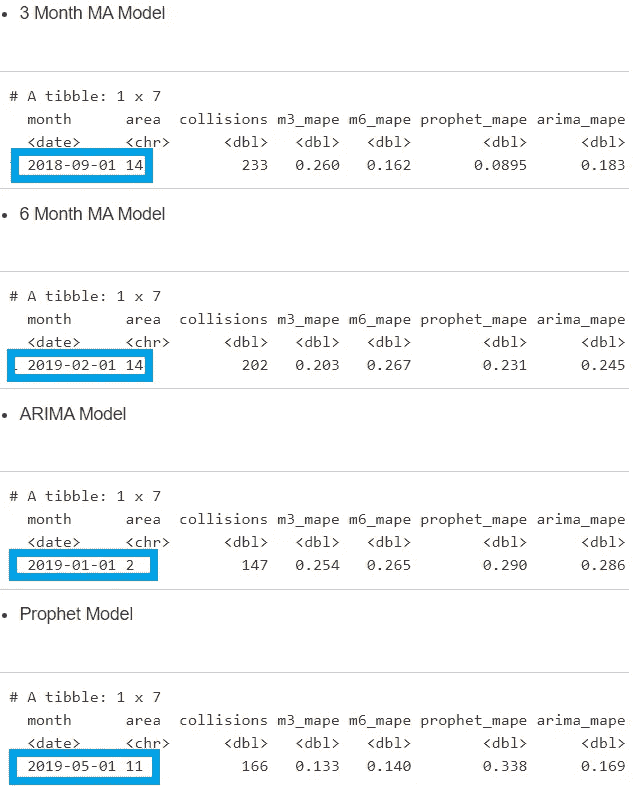 • 3 Month MA Model
# A tibble: 1 x 7
month area collisions m3_mape m6_mape prophet_mape arima_mape
<date> <chr> <dbl> <dbl> <dbl> <dbl> <dbl>
2018-09-01 14 233 0.260 0.162 0.0895 0.183
• 6 Month MA Model
# A tibble: 1 x 7
month area collisions m3_mape m6_mape prophet_mape arima_mape
<date> <chr> <dbl> <dbl> <dbl> <dbl> <dbl>
2019-02-01 14 202 0.203 0.267 0.231 0.245
• ARIMA Model
# A tibble: 1 x 7
month area collisions m3_mape m6_mape prophet_mape arima_mape
<date> <chr> <dbl> <dbl> <dbl> <dbl> <dbl>
2019-01-01 2 147 0.254 0.265 0.290 0.286
• Prophet Model
# A tibble: 1 x 7
month area collisions m3_mape m6_mape prophet_mape arima_mape
<date> <chr> <dbl> <dbl> <dbl> <dbl> <dbl>
2019-05-01 11 166 0.133 0.140 0.338 0.169